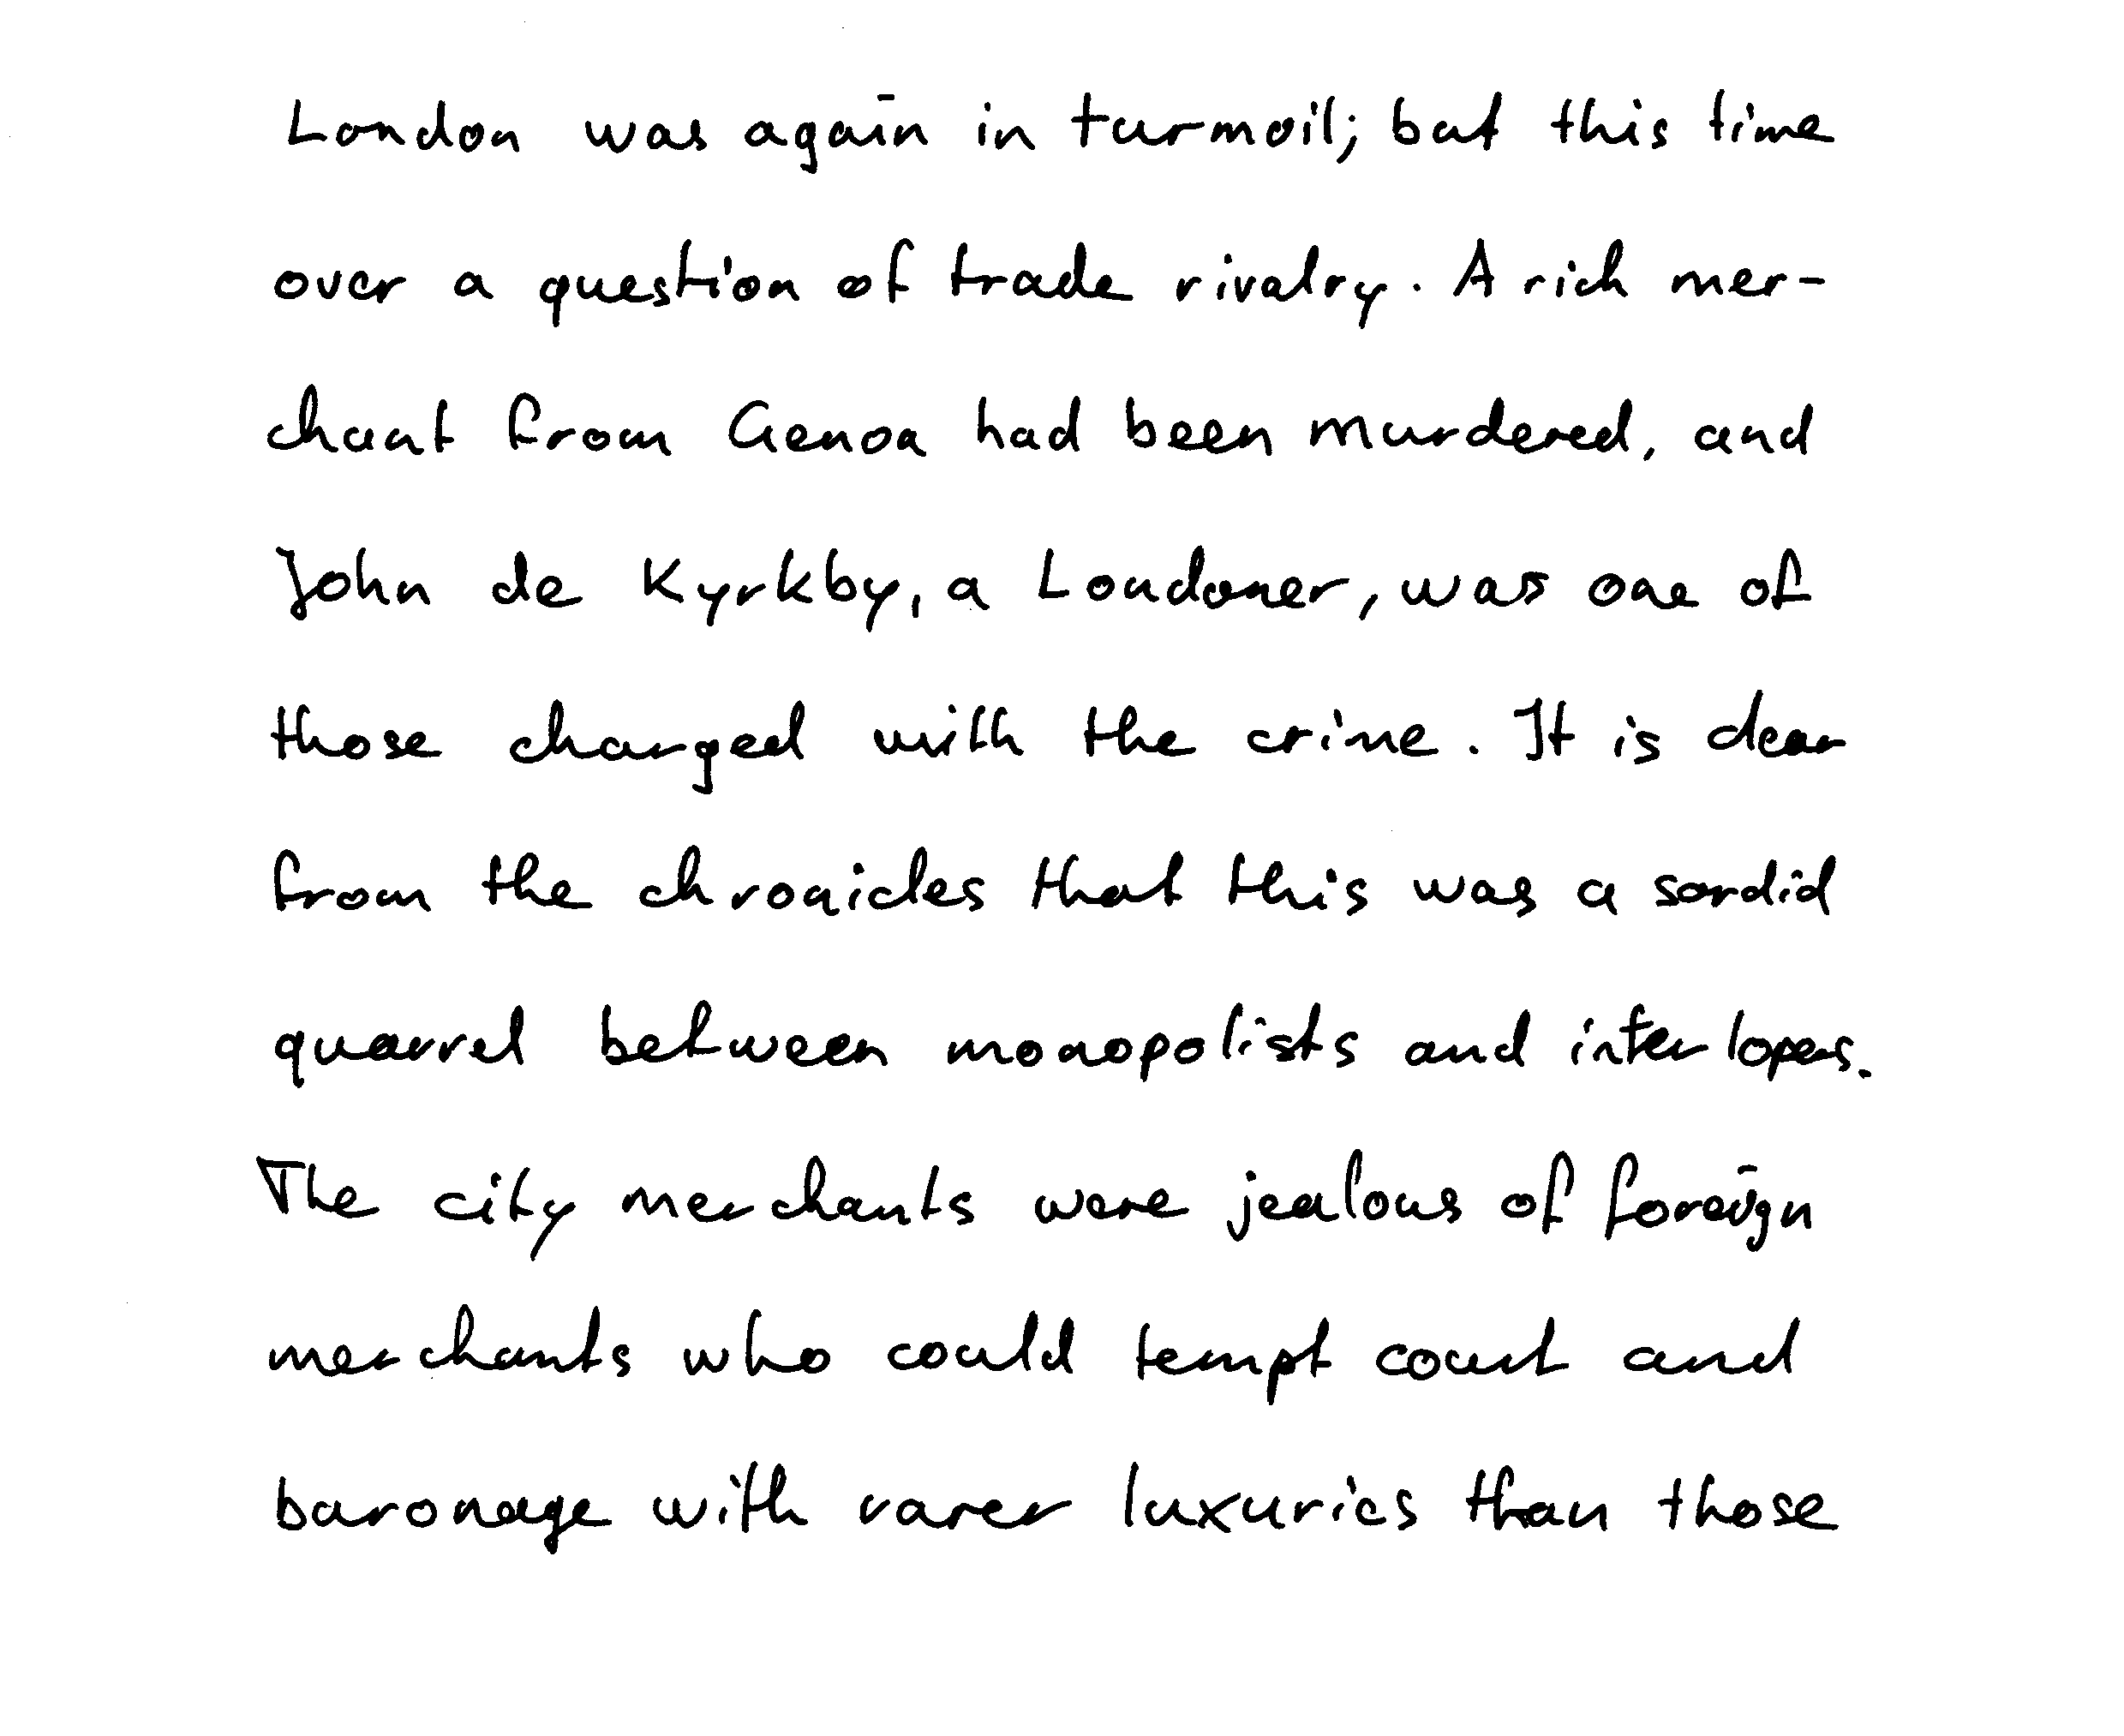 London was again in turmoil; but this time
over a question of trade rivalry. A rich mer-
chant from Genoa had been murdered, and
John de Kyrkby, a Londoner, was one of
those charged with the crime. It is clear
from the chronicles that this was a sordid
quarrel between monopolists and interlopers.
The city merchants were jealous of foreign
merchants who could tempt court and
baronage with rarer luxuries than those